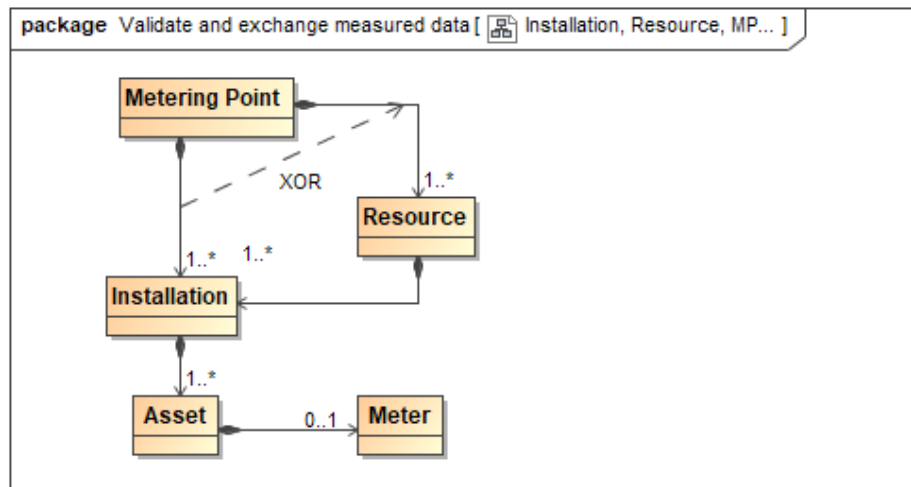 package Validate and exchange measured data [ Installation, Resource, MP... ]
Metering Point
XOR
1..*
Resource
1..*
1..*
Installation
1..*
Asset
0..1
Meter